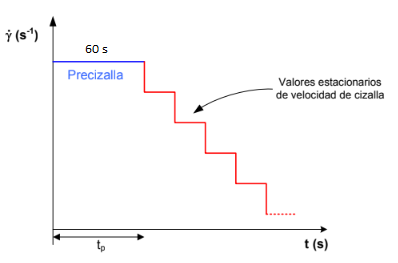 γ̇ (s⁻¹)
60 s
Precizalla
Valores estacionarios
de velocidad de cizalla
tₚ
t (s)